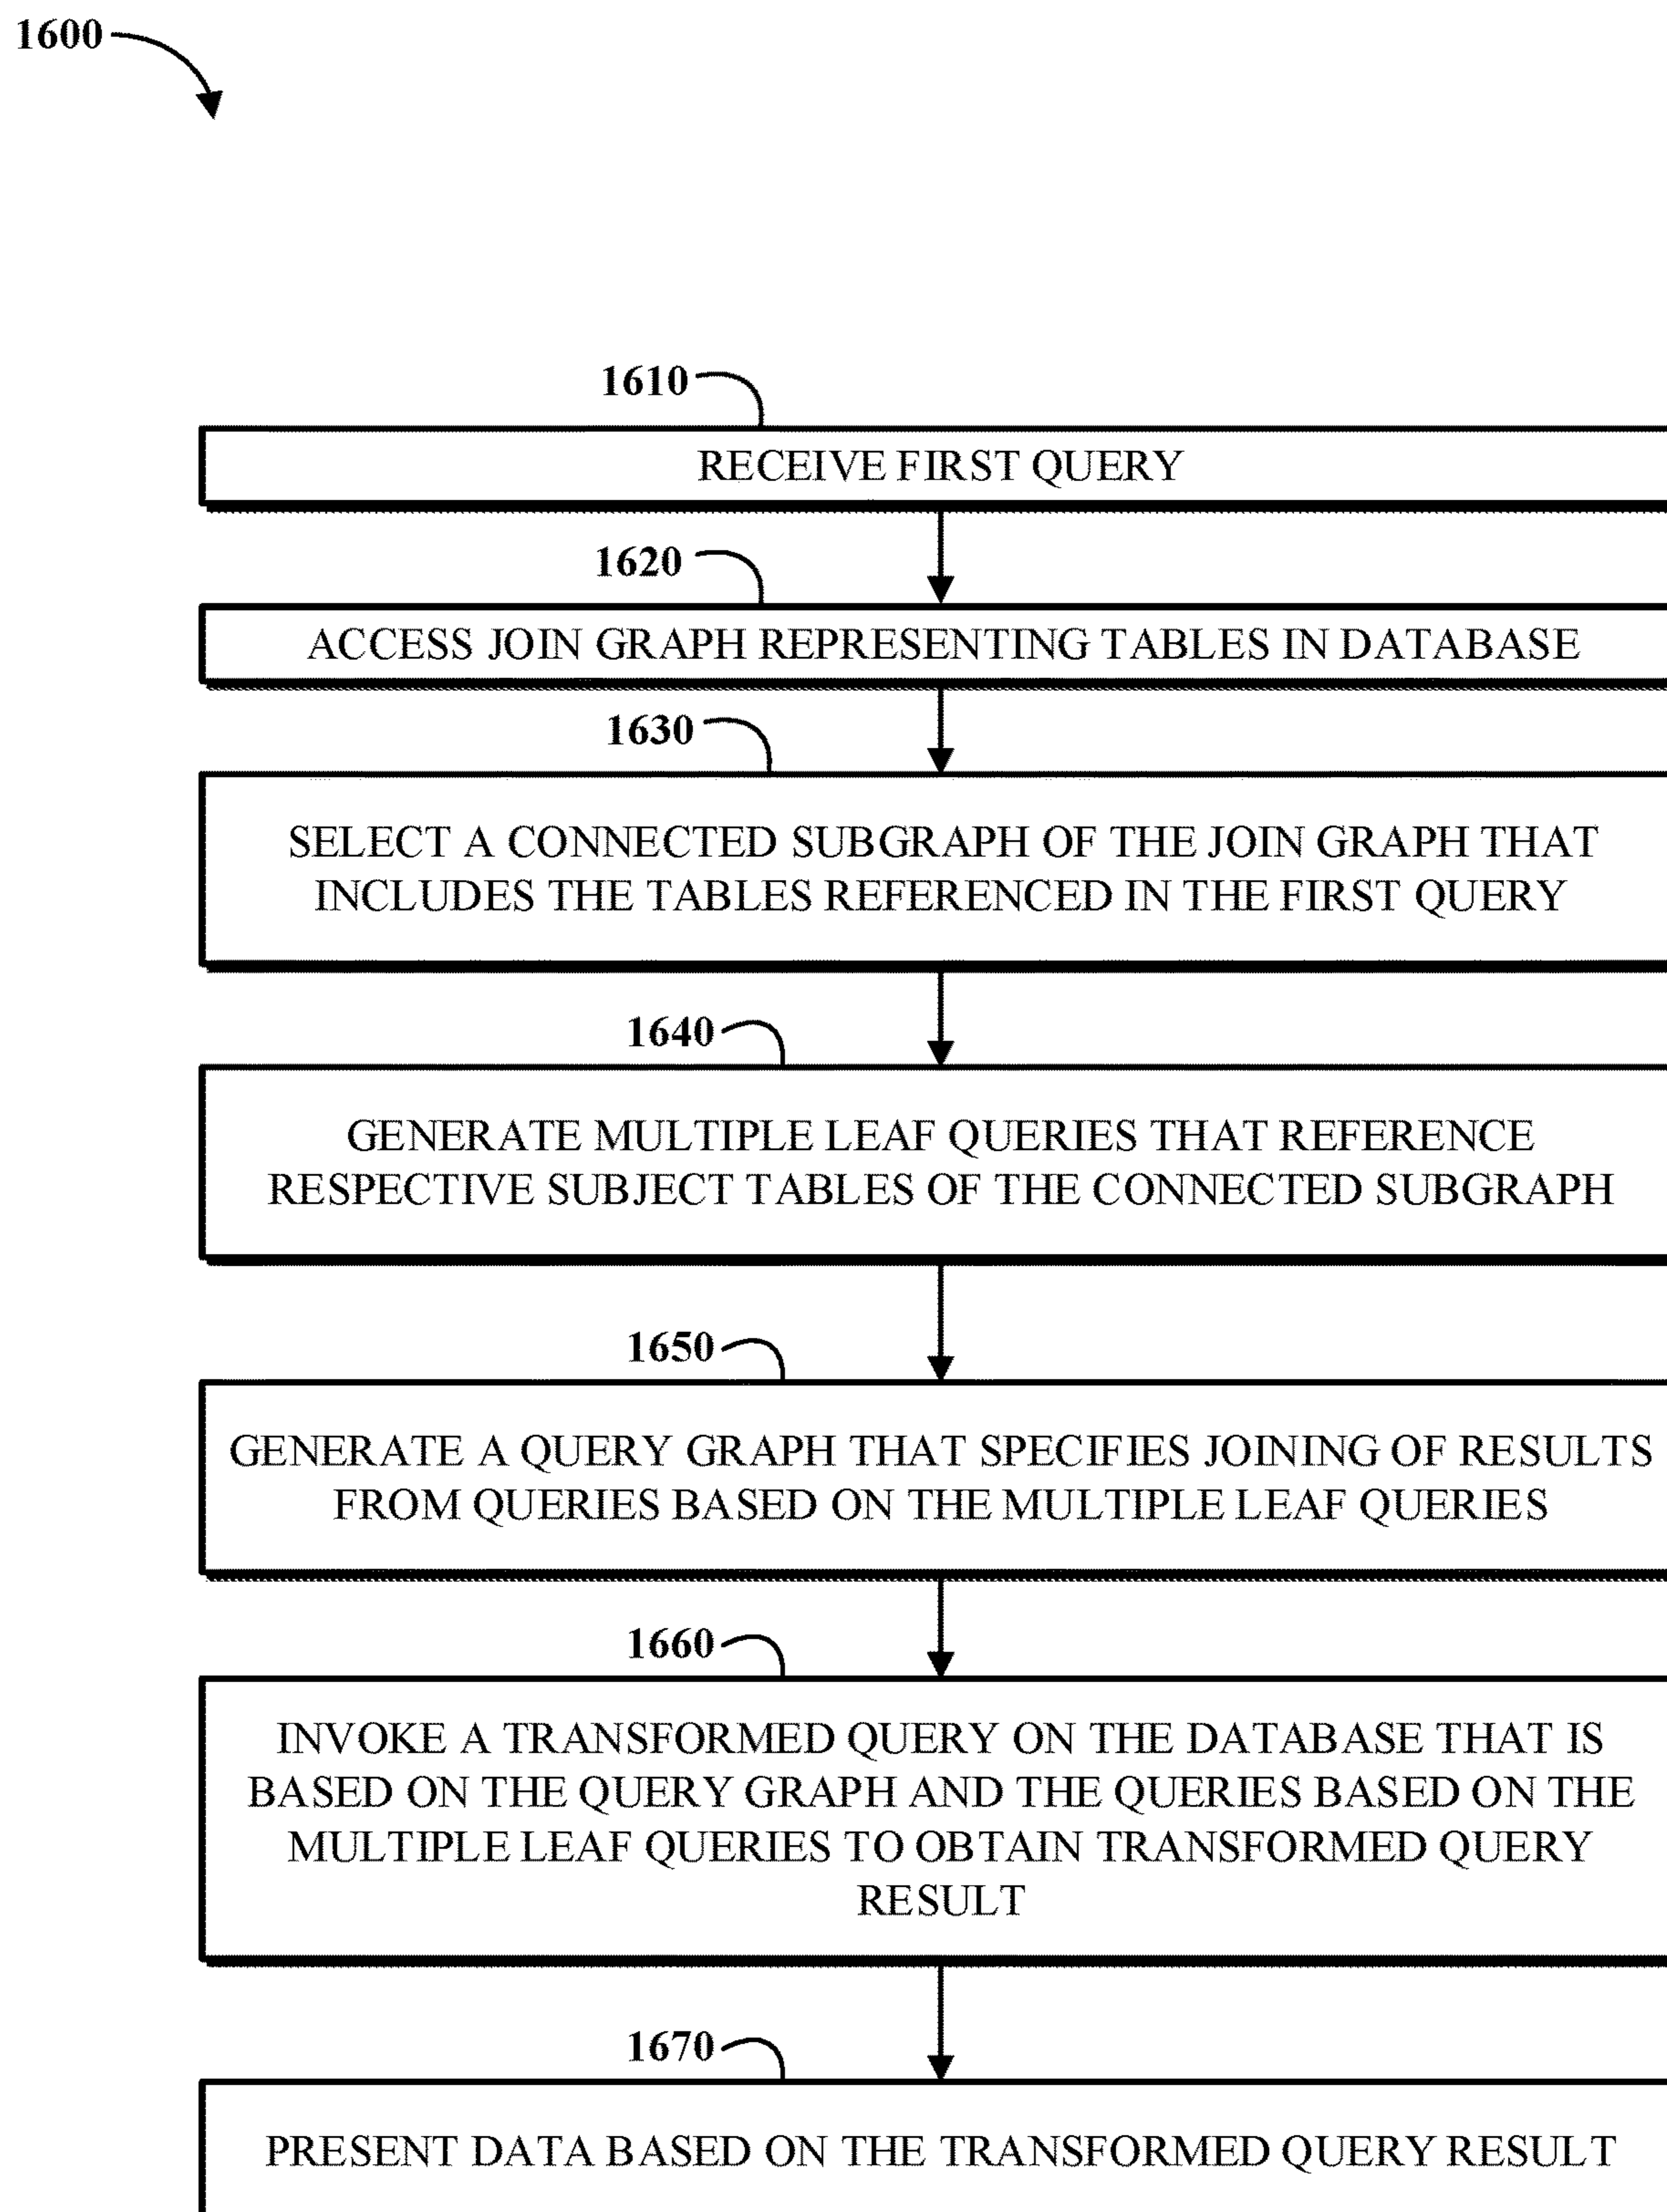 1600
1610
RECEIVE FIRST QUERY
1620
ACCESS JOIN GRAPH REPRESENTING TABLES IN DATABASE
1630
SELECT A CONNECTED SUBGRAPH OF THE JOIN GRAPH THAT
INCLUDES THE TABLES REFERENCED IN THE FIRST QUERY
1640
GENERATE MULTIPLE LEAF QUERIES THAT REFERENCE
RESPECTIVE SUBJECT TABLES OF THE CONNECTED SUBGRAPH
1650
GENERATE A QUERY GRAPH THAT SPECIFIES JOINING OF RESULTS
FROM QUERIES BASED ON THE MULTIPLE LEAF QUERIES
1660
INVOKE A TRANSFORMED QUERY ON THE DATABASE THAT IS
BASED ON THE QUERY GRAPH AND THE QUERIES BASED ON THE
MULTIPLE LEAF QUERIES TO OBTAIN TRANSFORMED QUERY
RESULT
1670
PRESENT DATA BASED ON THE TRANSFORMED QUERY RESULT